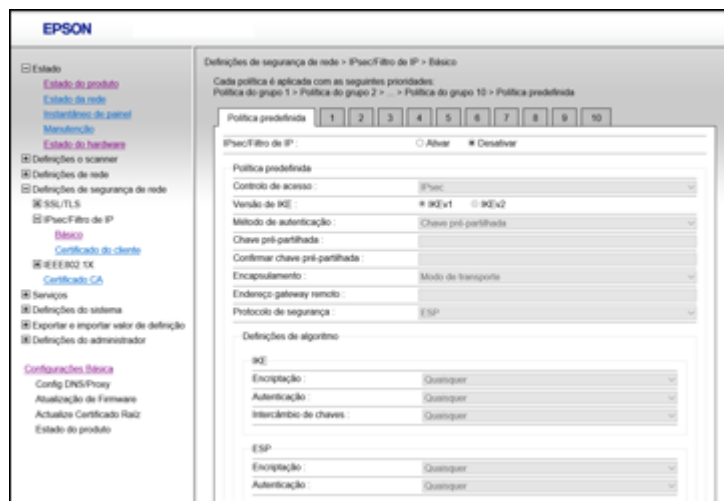 EPSON
Estado
Estado do produto
Estado da rede
Instantâneo de painel
Manutenção
Estado do hardware
Definições o scanner
Definições de rede
Definições de segurança de rede
SSL/TLS
IPsec/Filtro de IP
Básico
Certificado do cliente
IEEE802.1X
Certificado CA
Serviços
Definições do sistema
Exportar e importar valor de definição
Definições do administrador
Configurações Básica
Config DNS/Proxy
Atualização de Firmware
Actualize Certificado Raíz
Estado do produto
Definições de segurança de rede > IPsec/Filtro de IP > Básico
Cada política é aplicada com as seguintes prioridades:
Política do grupo 1 > Política do grupo 2 > ... > Política do grupo 10 > Política predefinida
Política predefinida 1 2 3 4 5 6 7 8 9 10
IPsec/Filtro de IP : Ativar Desativar
Política predefinida
Controlo de acesso : IPsec
Versão de IKE : IKEv1 IKEv2
Método de autenticação : Chave pré-partilhada
Chave pré-partilhada :
Confirmar chave pré-partilhada :
Encapsulamento : Modo de transporte
Endereço gateway remoto :
Protocolo de segurança : ESP
Definições de algoritmo
IKE
Encriptação : Quaisquer
Autenticação : Quaisquer
Intercâmbio de chaves : Quaisquer
ESP
Encriptação : Quaisquer
Autenticação : Quaisquer